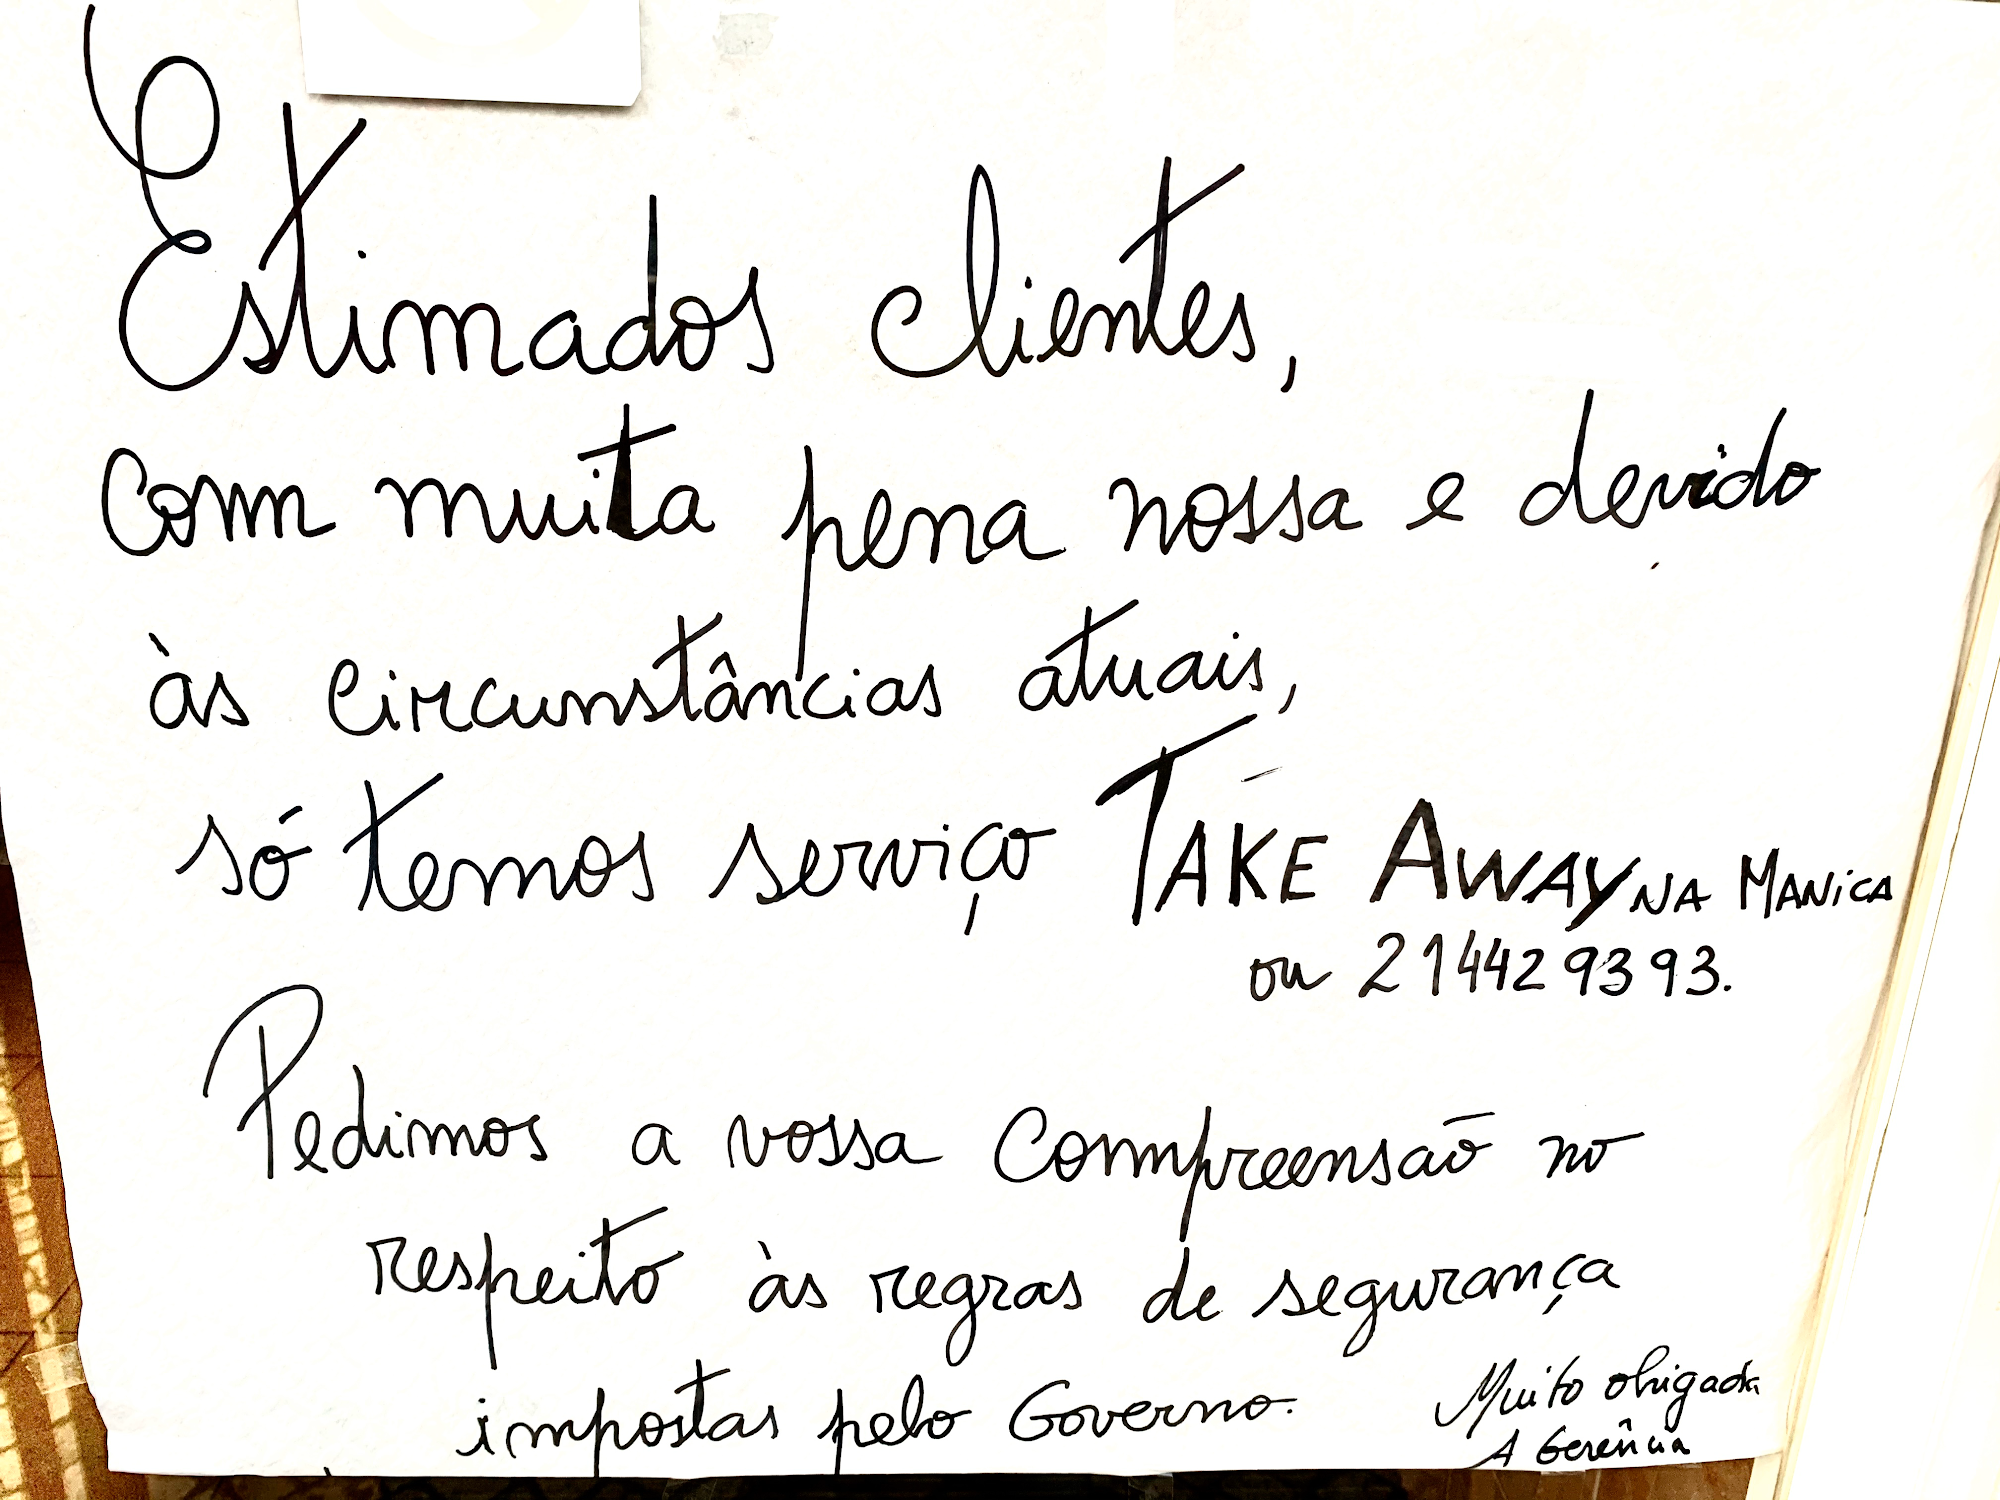 Estimados clientes,
com muita pena nossa e devido
às circunstâncias atuais,
só temos serviço TAKE AWAY NA MANICA
ou 214429393.
Pedimos a vossa compreensão no
respeito às regras de segurança
impostas pelo Governo.
Muito obrigada
A Gerência